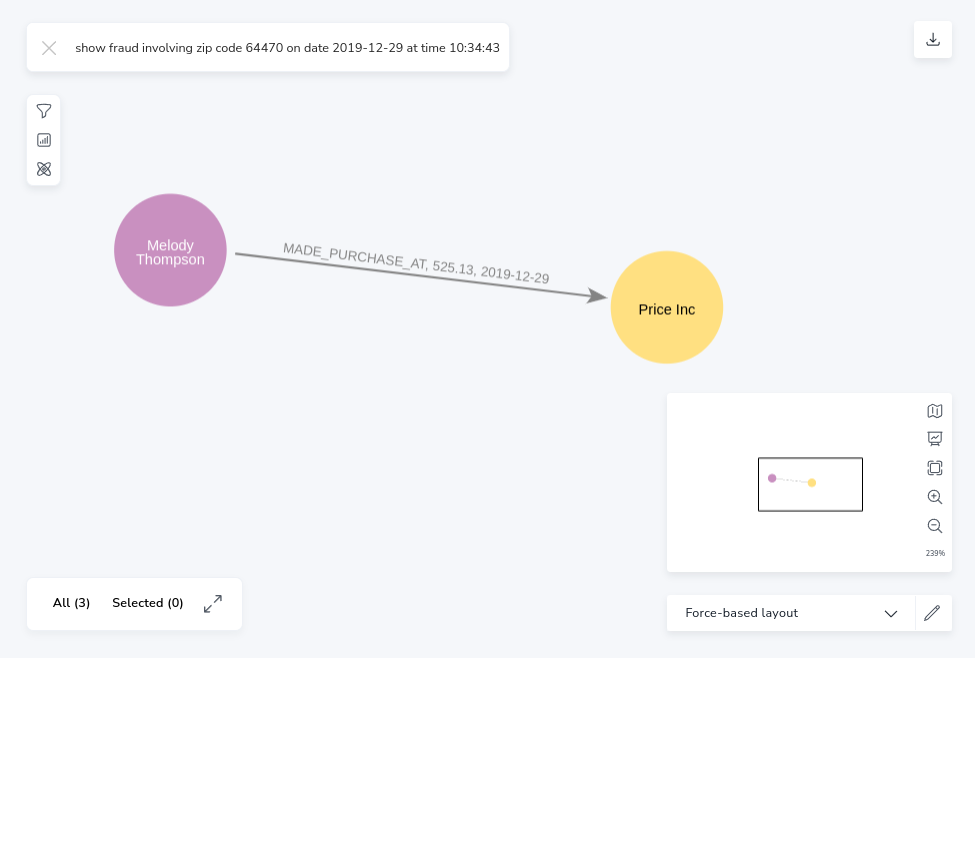 show fraud involving zip code 64470 on date 2019-12-29 at time 10:34:43
Melody
Thompson
MADE_PURCHASE_AT, 525.13, 2019-12-29
Price Inc
239%
All (3) Selected (0)
Force-based layout